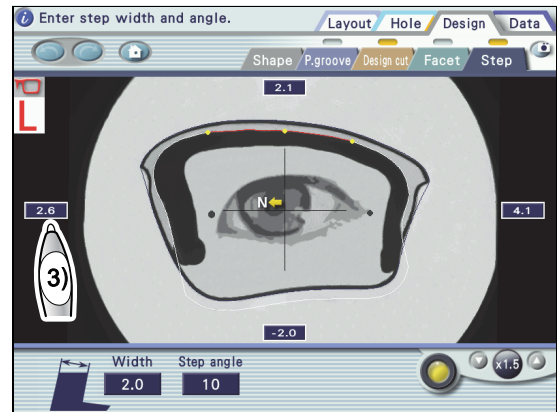 Enter step width and angle.
Layout Hole Design Data
Shape P.groove Design cut Facet Step
L
2.1
N
2.6
4.1
3)
-2.0
Width Step angle
2.0 10
x1.5